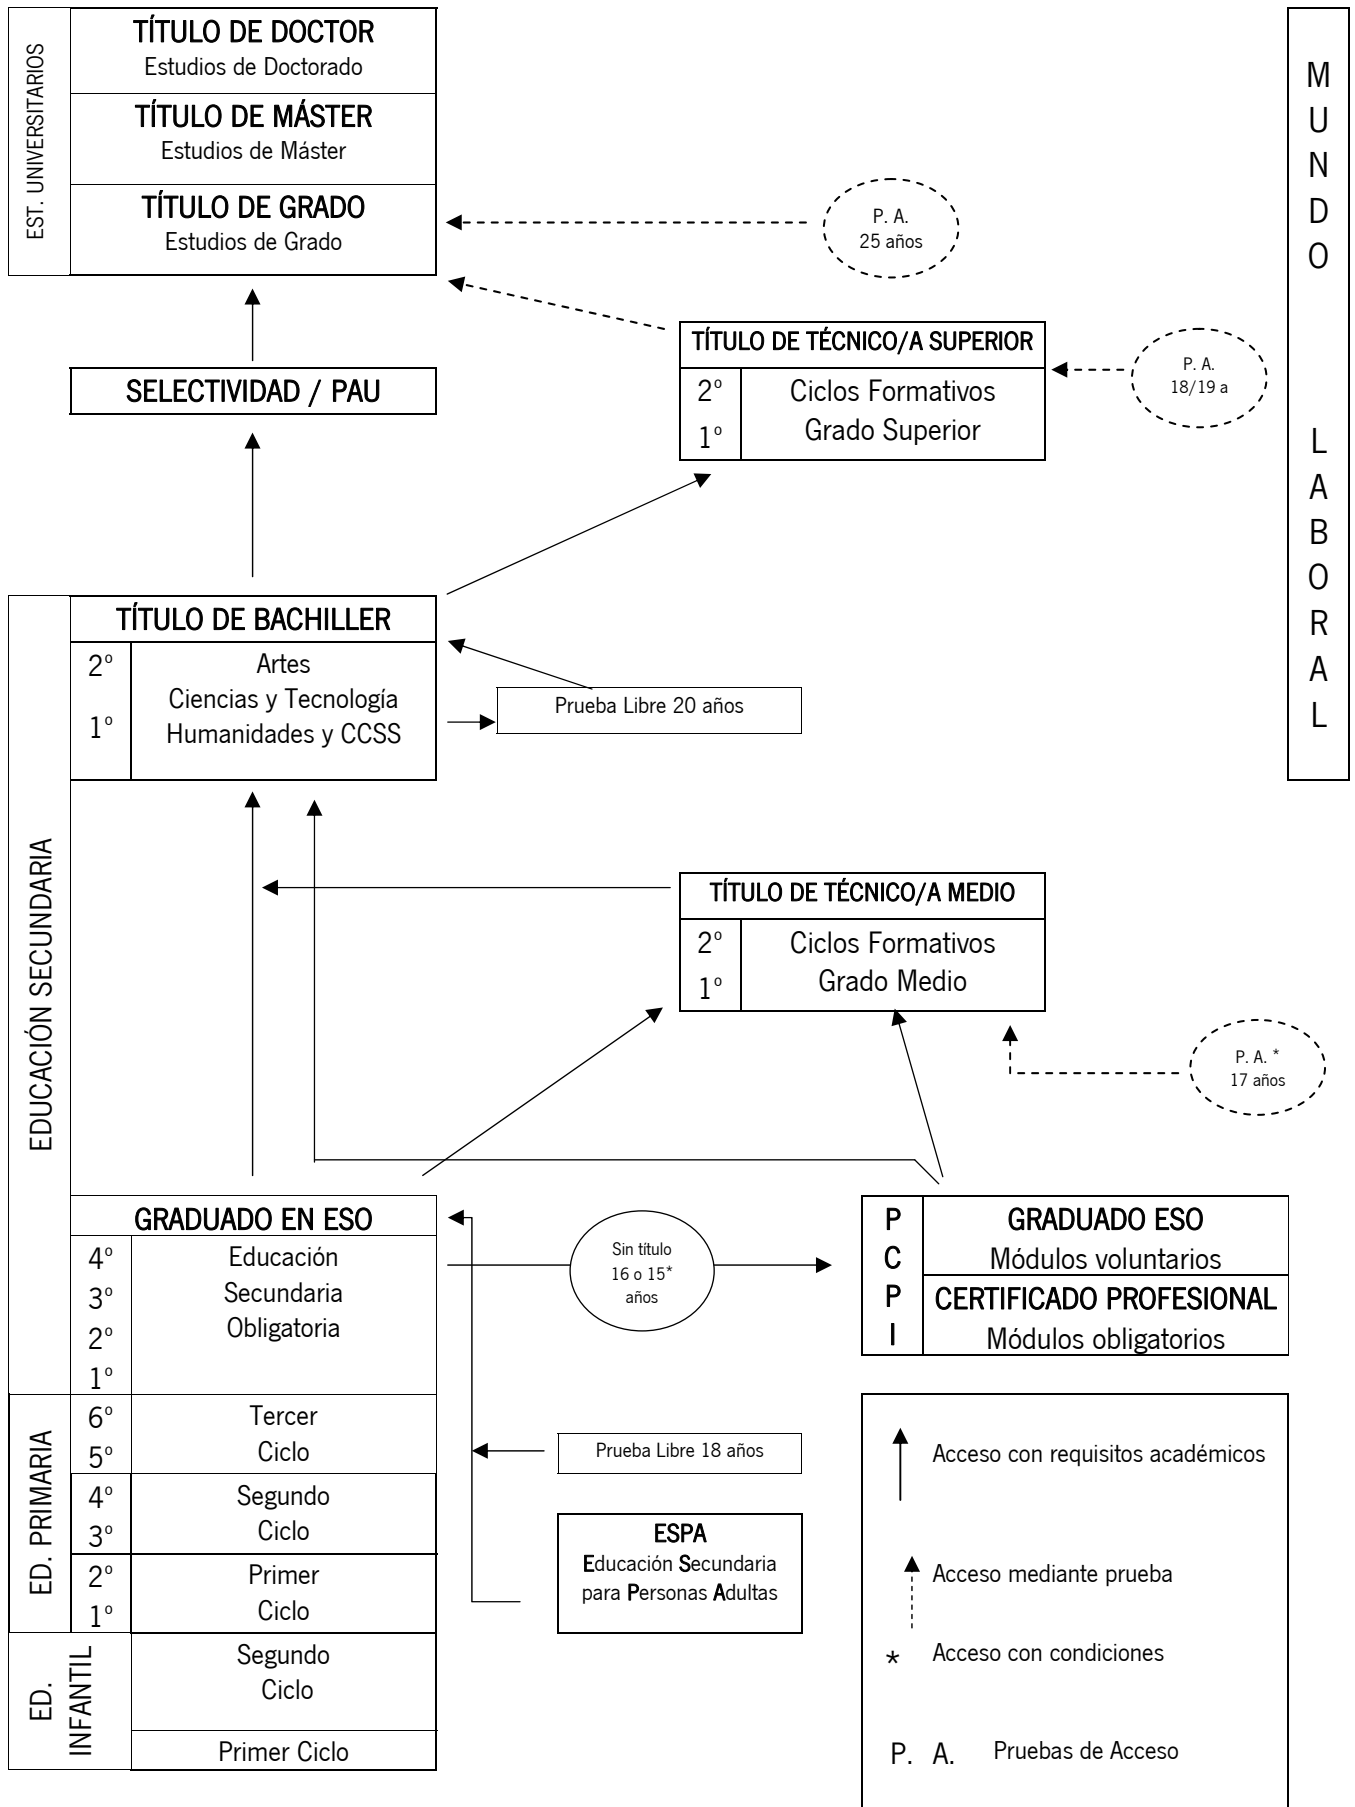 EST. UNIVERSITARIOS
TÍTULO DE DOCTOR
Estudios de Doctorado
TÍTULO DE MÁSTER
Estudios de Máster
TÍTULO DE GRADO
Estudios de Grado
P. A.
25 años
MUNDO LABORAL
TÍTULO DE TÉCNICO/A SUPERIOR
2º
1º
Ciclos Formativos
Grado Superior
P. A.
18/19 a
SELECTIVIDAD / PAU
EDUCACIÓN SECUNDARIA
TÍTULO DE BACHILLER
2º
1º
Artes
Ciencias y Tecnología
Humanidades y CCSS
Prueba Libre 20 años
TÍTULO DE TÉCNICO/A MEDIO
2º
1º
Ciclos Formativos
Grado Medio
P. A. *
17 años
GRADUADO EN ESO
4º
3º
2º
1º
Educación
Secundaria
Obligatoria
Sin título
16 o 15*
años
PCPI
GRADUADO ESO
Módulos voluntarios
CERTIFICADO PROFESIONAL
Módulos obligatorios
ED. PRIMARIA
6º
5º
Tercer
Ciclo
4º
3º
Segundo
Ciclo
2º
1º
Primer
Ciclo
Prueba Libre 18 años
ESPA
Educación Secundaria
para Personas Adultas
ED.
INFANTIL
Segundo
Ciclo
Primer Ciclo
Acceso con requisitos académicos
Acceso mediante prueba
* Acceso con condiciones
P. A. Pruebas de Acceso